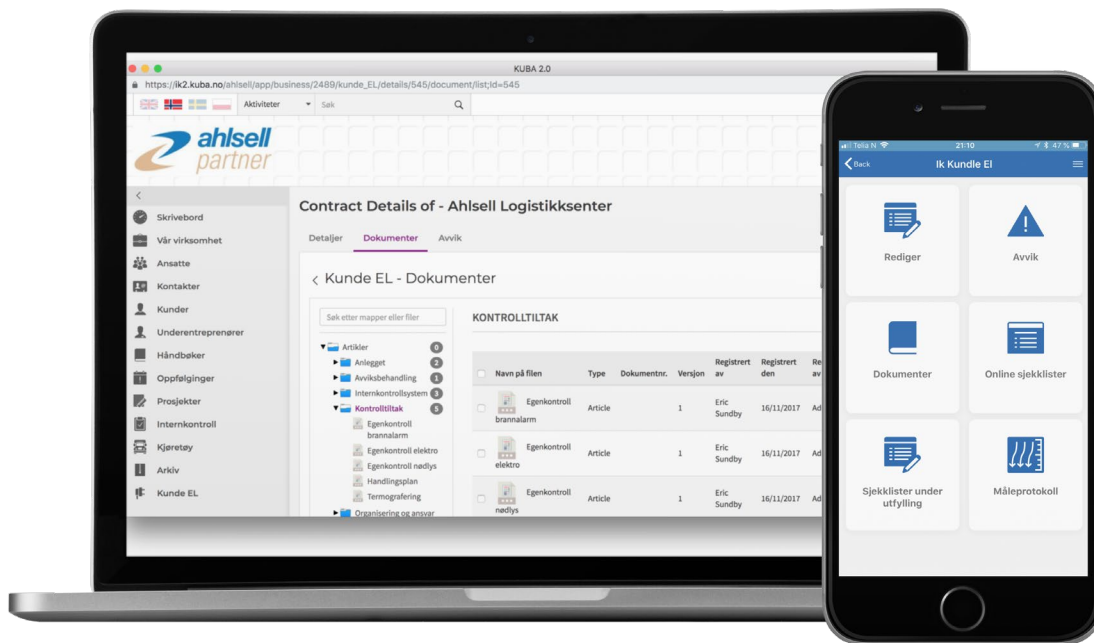 KUBA 2.0
https://ik2.kuba.no/ahlsell/app/business/2489/kunde_EL/details/545/document/list;Id=545
Aktiviteter
Søk
ahlsell
partner
Skrivebord
Vår virksomhet
Ansatte
Kontakter
Kunder
Underentreprenører
Håndbøker
Oppfølginger
Prosjekter
Internkontroll
Kjøretøy
Arkiv
Kunde EL
Contract Details of - Ahlsell Logistikksenter
Detaljer Dokumenter Avvik
Kunde EL - Dokumenter
Søk etter mapper eller filer
Artikler 0
Anlegget 2
Avviksbehandling 1
Internkontrollsystem 3
Kontrolltiltak 5
Egenkontroll
brannalarm
Egenkontroll elektro
Egenkontroll nødlys
Handlingsplan
Termografering
Organisering og ansvar
KONTROLLTILTAK
Navn på filen Type Dokumentnr. Versjon Registrert av Registrert den Re av
Egenkontroll brannalarm Article 1 Eric Sundby 16/11/2017 Ad
Egenkontroll elektro Article 1 Eric Sundby 16/11/2017 Ad
Egenkontroll nødlys Article 1 Eric Sundby 16/11/2017 Ad
Telia N 21:10 47 %
Back Ik Kundle El
Rediger
Avvik
Dokumenter
Online sjekklister
Sjekklister under
utfylling
Måleprotokoll